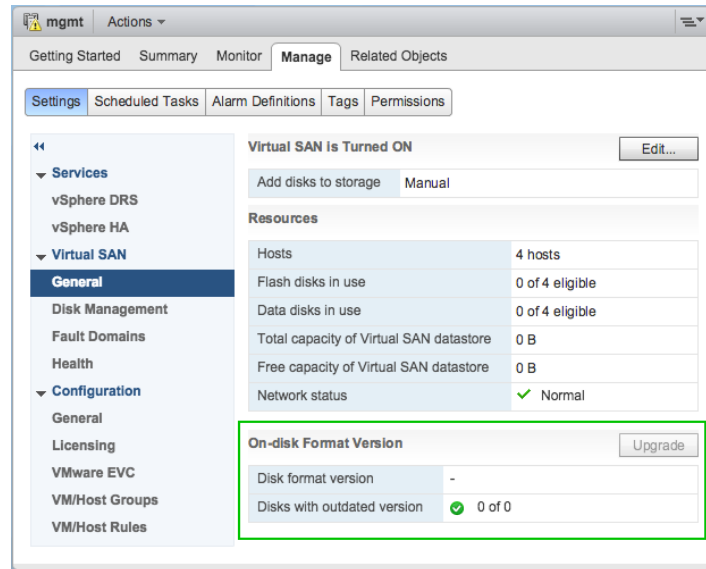 mgmt Actions
Getting Started Summary Monitor Manage Related Objects
Settings Scheduled Tasks Alarm Definitions Tags Permissions
Services
vSphere DRS
vSphere HA
Virtual SAN
General
Disk Management
Fault Domains
Health
Configuration
General
Licensing
VMware EVC
VM/Host Groups
VM/Host Rules
Virtual SAN is Turned ON Edit...
Add disks to storage Manual
Resources
Hosts 4 hosts
Flash disks in use 0 of 4 eligible
Data disks in use 0 of 4 eligible
Total capacity of Virtual SAN datastore 0 B
Free capacity of Virtual SAN datastore 0 B
Network status Normal
On-disk Format Version Upgrade
Disk format version -
Disks with outdated version 0 of 0